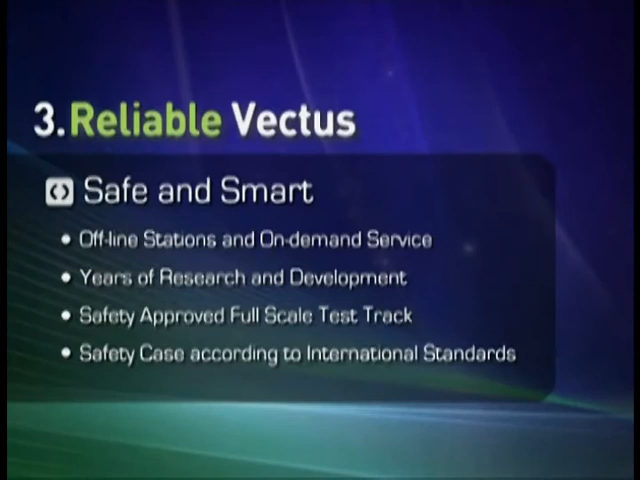 3.Reliable Vectus
Safe and Smart
• Off-line Stations and On-demand Service
• Years of Research and Development
• Safety Approved Full Scale Test Track
• Safety Case according to International Standards